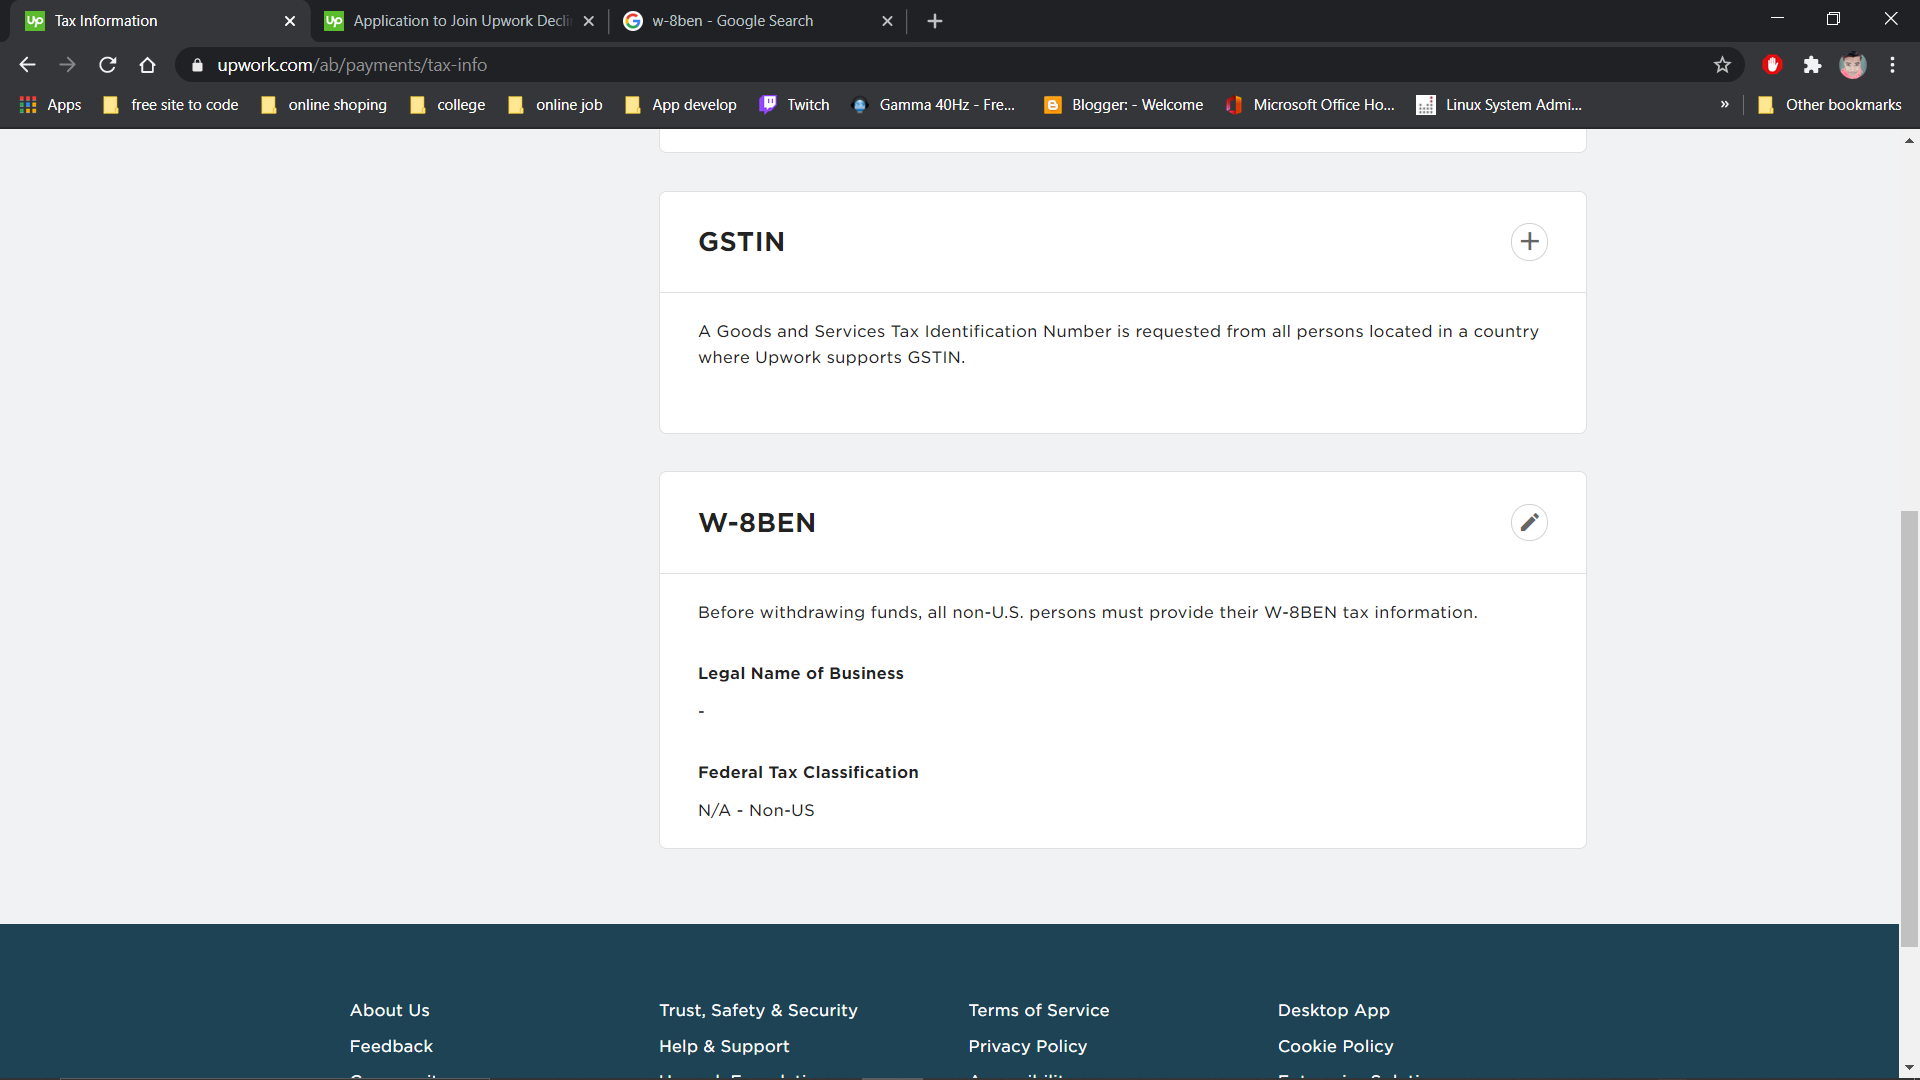 Tax Information
Application to Join Upwork Decli
w-8ben - Google Search
upwork.com/ab/payments/tax-info
Apps
free site to code
online shoping
college
online job
App develop
Twitch
Gamma 40Hz - Fre...
Blogger: - Welcome
Microsoft Office Ho...
Linux System Admi...
»
Other bookmarks
GSTIN
A Goods and Services Tax Identification Number is requested from all persons located in a country
where Upwork supports GSTIN.
W-8BEN
Before withdrawing funds, all non-U.S. persons must provide their W-8BEN tax information.
Legal Name of Business
-
Federal Tax Classification
N/A - Non-US
About Us
Trust, Safety & Security
Terms of Service
Desktop App
Feedback
Help & Support
Privacy Policy
Cookie Policy